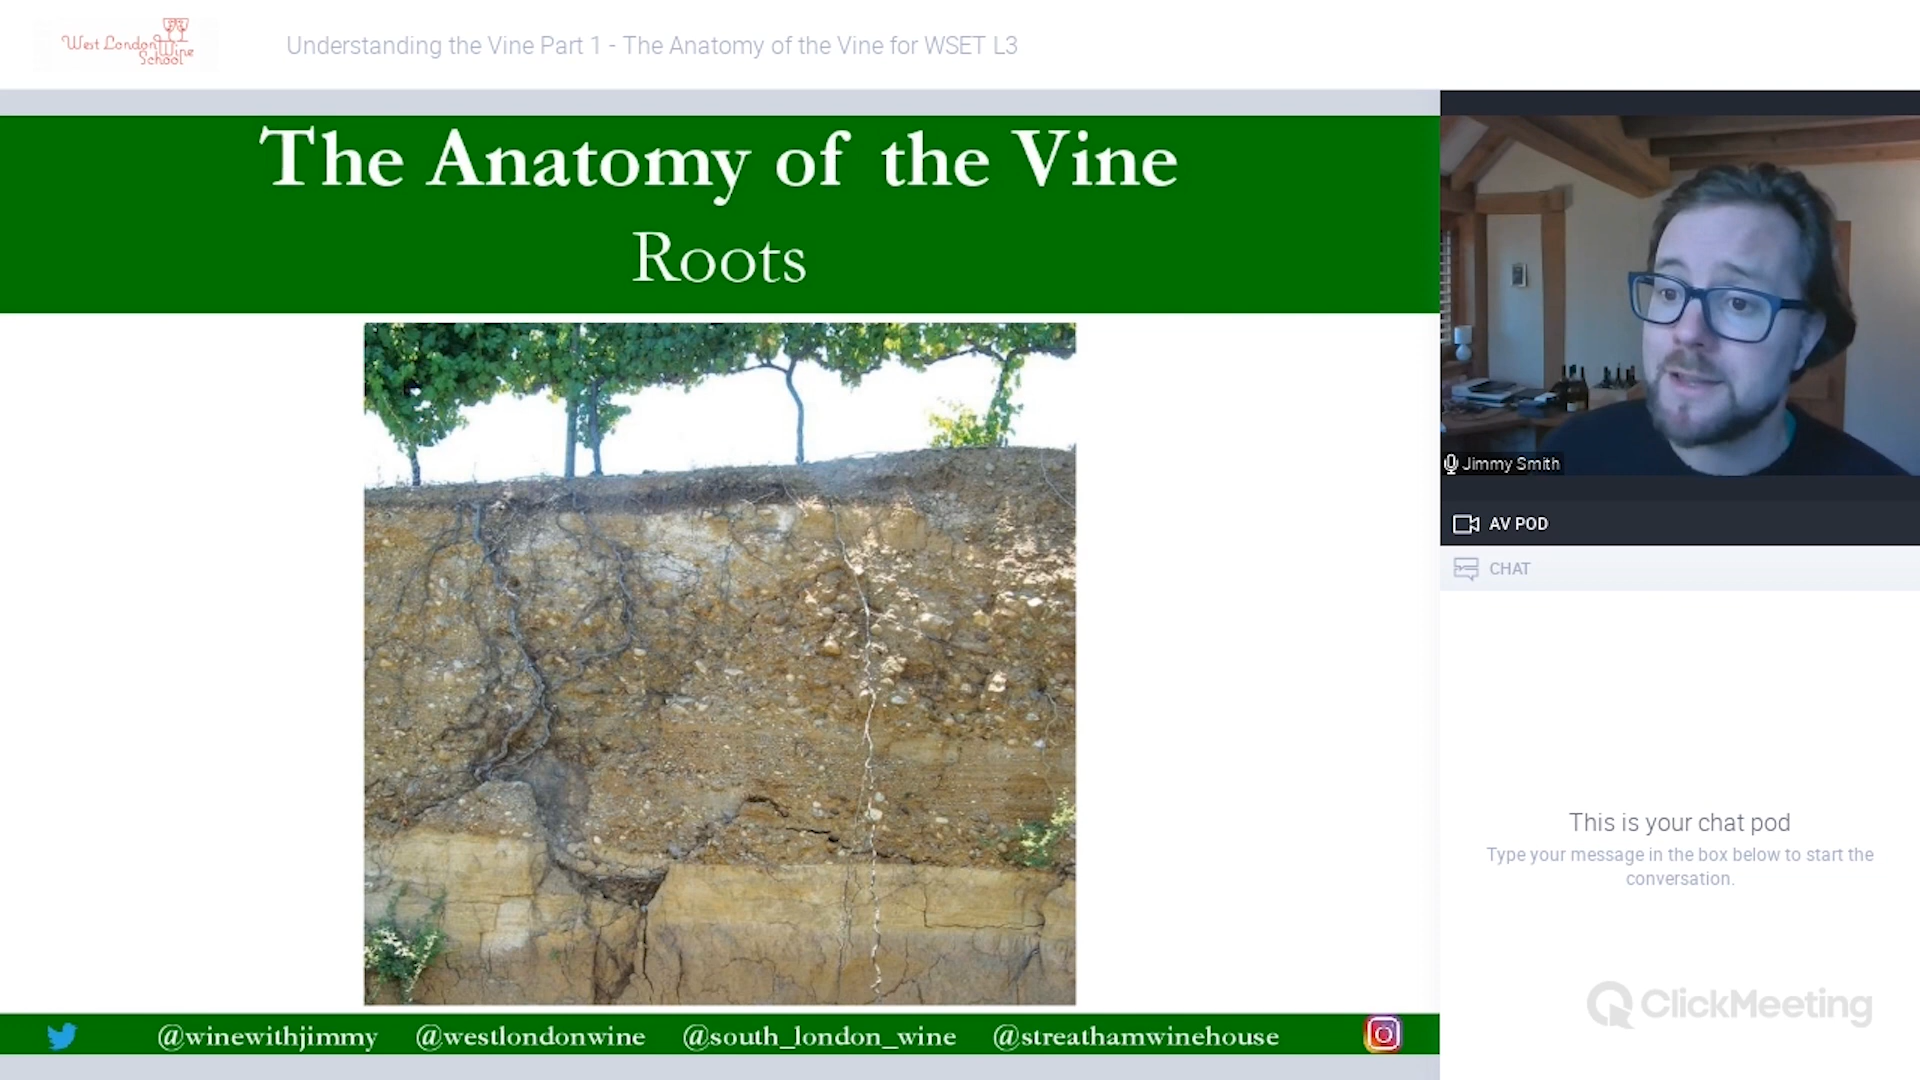 West London Wine School
Understanding the Vine Part 1 - The Anatomy of the Vine for WSET L3
The Anatomy of the Vine
Roots
Jimmy Smith
AV POD
CHAT
This is your chat pod
Type your message in the box below to start the
conversation.
ClickMeeting
@winewithjimmy @westlondonwine @south_london_wine @streathamwinehouse